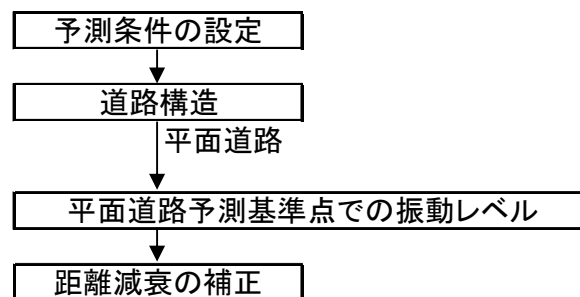 予測条件の設定
道路構造
平面道路
平面道路予測基準点での振動レベル
距離減衰の補正